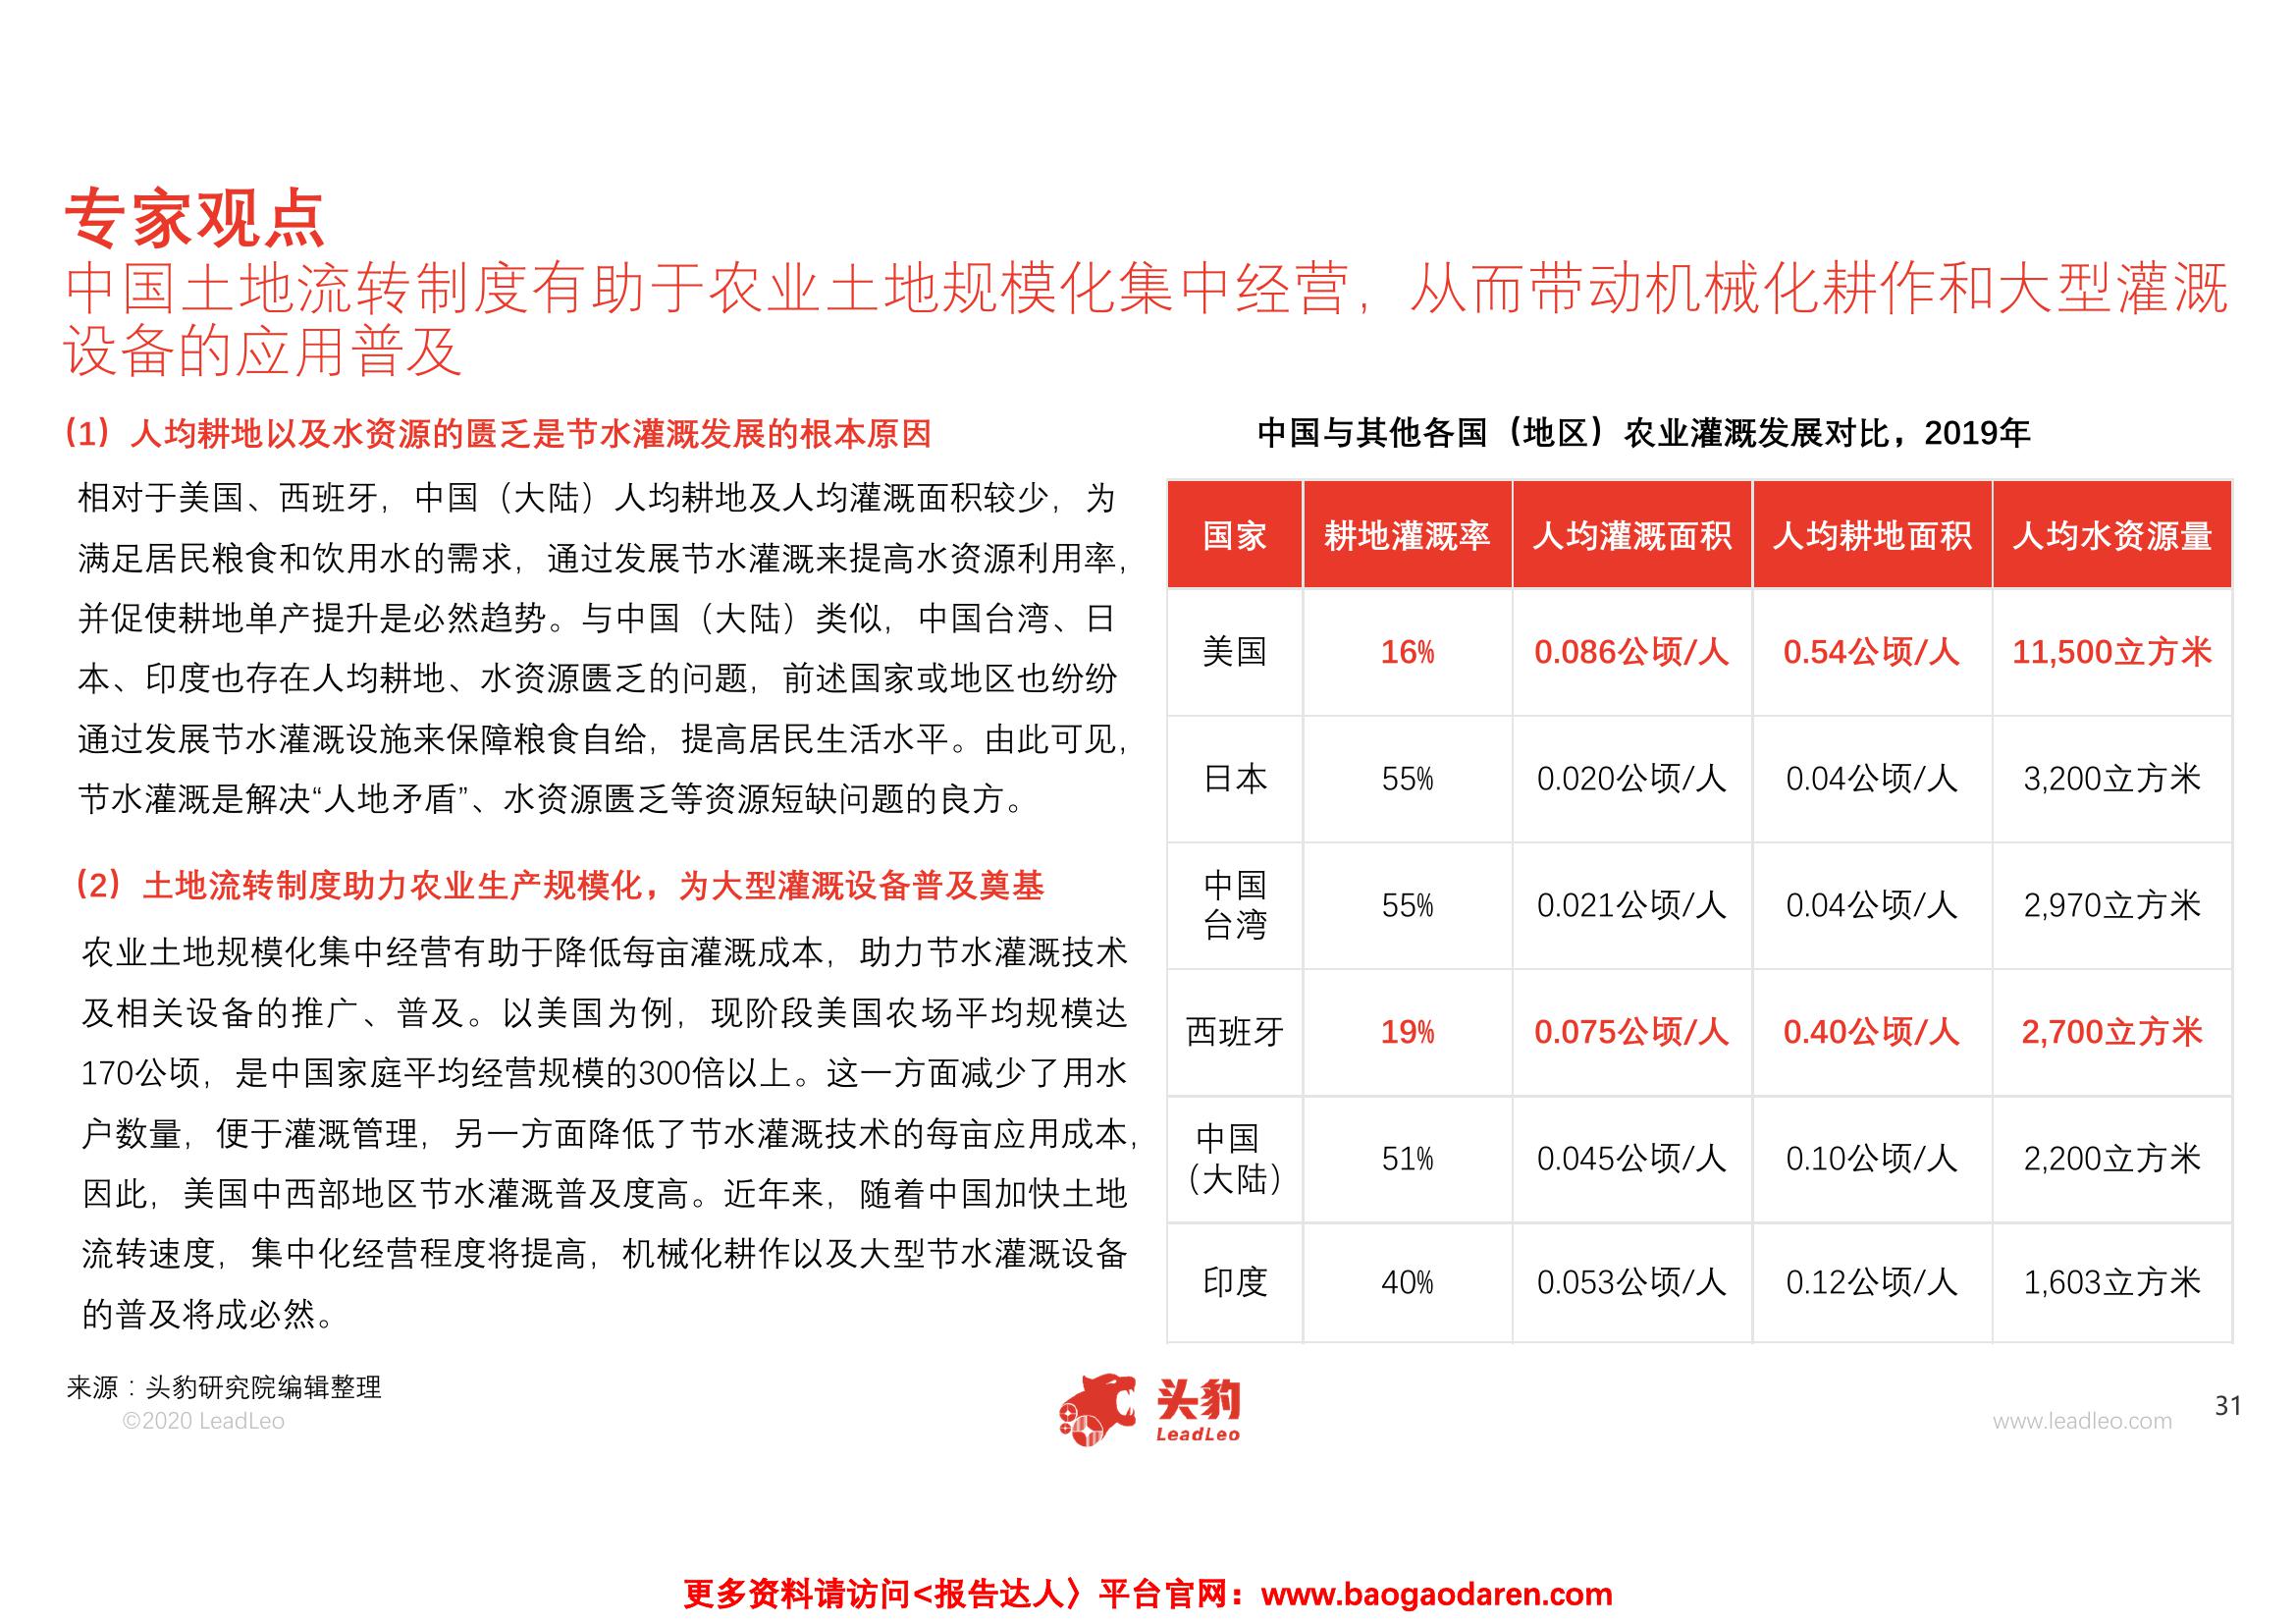 专家观点
中国土地流转制度有助于农业土地规模化集中经营，从而带动机械化耕作和大型灌溉
设备的应用普及
（1）人均耕地以及水资源的匮乏是节水灌溉发展的根本原因
相对于美国、西班牙，中国（大陆）人均耕地及人均灌溉面积较少，为
满足居民粮食和饮用水的需求，通过发展节水灌溉来提高水资源利用率，
并促使耕地单产提升是必然趋势。与中国（大陆）类似，中国台湾、日
本、印度也存在人均耕地、水资源匮乏的问题，前述国家或地区也纷纷
通过发展节水灌溉设施来保障粮食自给，提高居民生活水平。由此可见，
节水灌溉是解决“人地矛盾”、水资源匮乏等资源短缺问题的良方。
（2）土地流转制度助力农业生产规模化，为大型灌溉设备普及奠基
农业土地规模化集中经营有助于降低每亩灌溉成本，助力节水灌溉技术
及相关设备的推广、普及。以美国为例，现阶段美国农场平均规模达
170公顷，是中国家庭平均经营规模的300倍以上。这一方面减少了用水
户数量，便于灌溉管理，另一方面降低了节水灌溉技术的每亩应用成本，
因此，美国中西部地区节水灌溉普及度高。近年来，随着中国加快土地
流转速度，集中化经营程度将提高，机械化耕作以及大型节水灌溉设备
的普及将成必然。
中国与其他各国（地区）农业灌溉发展对比，2019年
国家 耕地灌溉率 人均灌溉面积 人均耕地面积 人均水资源量
美国 16% 0.086公顷/人 0.54公顷/人 11,500立方米
日本 55% 0.020公顷/人 0.04公顷/人 3,200立方米
中国
台湾 55% 0.021公顷/人 0.04公顷/人 2,970立方米
西班牙 19% 0.075公顷/人 0.40公顷/人 2,700立方米
中国
（大陆） 51% 0.045公顷/人 0.10公顷/人 2,200立方米
印度 40% 0.053公顷/人 0.12公顷/人 1,603立方米
来源：头豹研究院编辑整理
©2020 LeadLeo
头豹
LeadLeo
www.leadleo.com
31
更多资料请访问<报告达人〉平台官网：www.baogaodaren.com